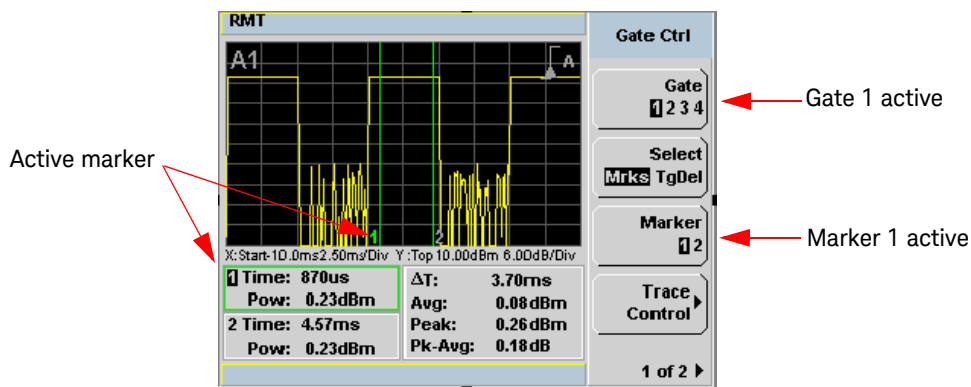 RMT
Gate Ctrl
A1
A
Gate
1 2 3 4
Gate 1 active
Select
Mrks TgDel
Active marker
Marker
1 2
Marker 1 active
1
2
X:Start-10.0ms2.50ms/Div Y:Top 10.00dBm 6.00dB/Div
1 Time: 870us
Pow: 0.23dBm
2 Time: 4.57ms
Pow: 0.23dBm
ΔT: 3.70ms
Avg: 0.08dBm
Peak: 0.26dBm
Pk-Avg: 0.18dB
Trace
Control
1 of 2